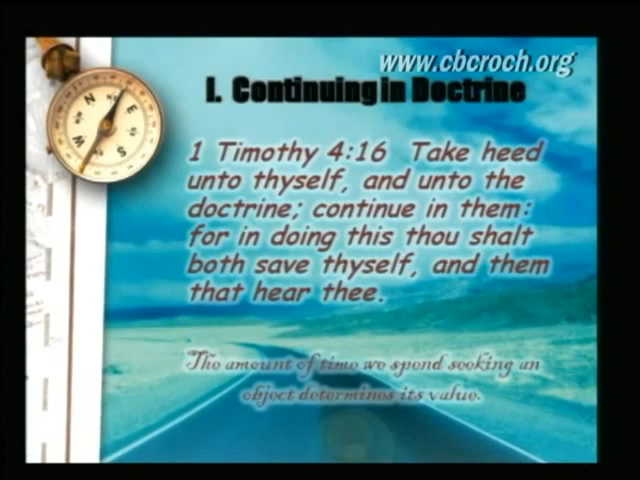 www.cbcroch.org
I. Continuing in Doctrine
1 Timothy 4:16 Take heed
unto thyself, and unto the
doctrine; continue in them:
for in doing this thou shalt
both save thyself, and them
that hear thee.
The amount of time we spend seeking an
object determines its value.
N
E
W
S